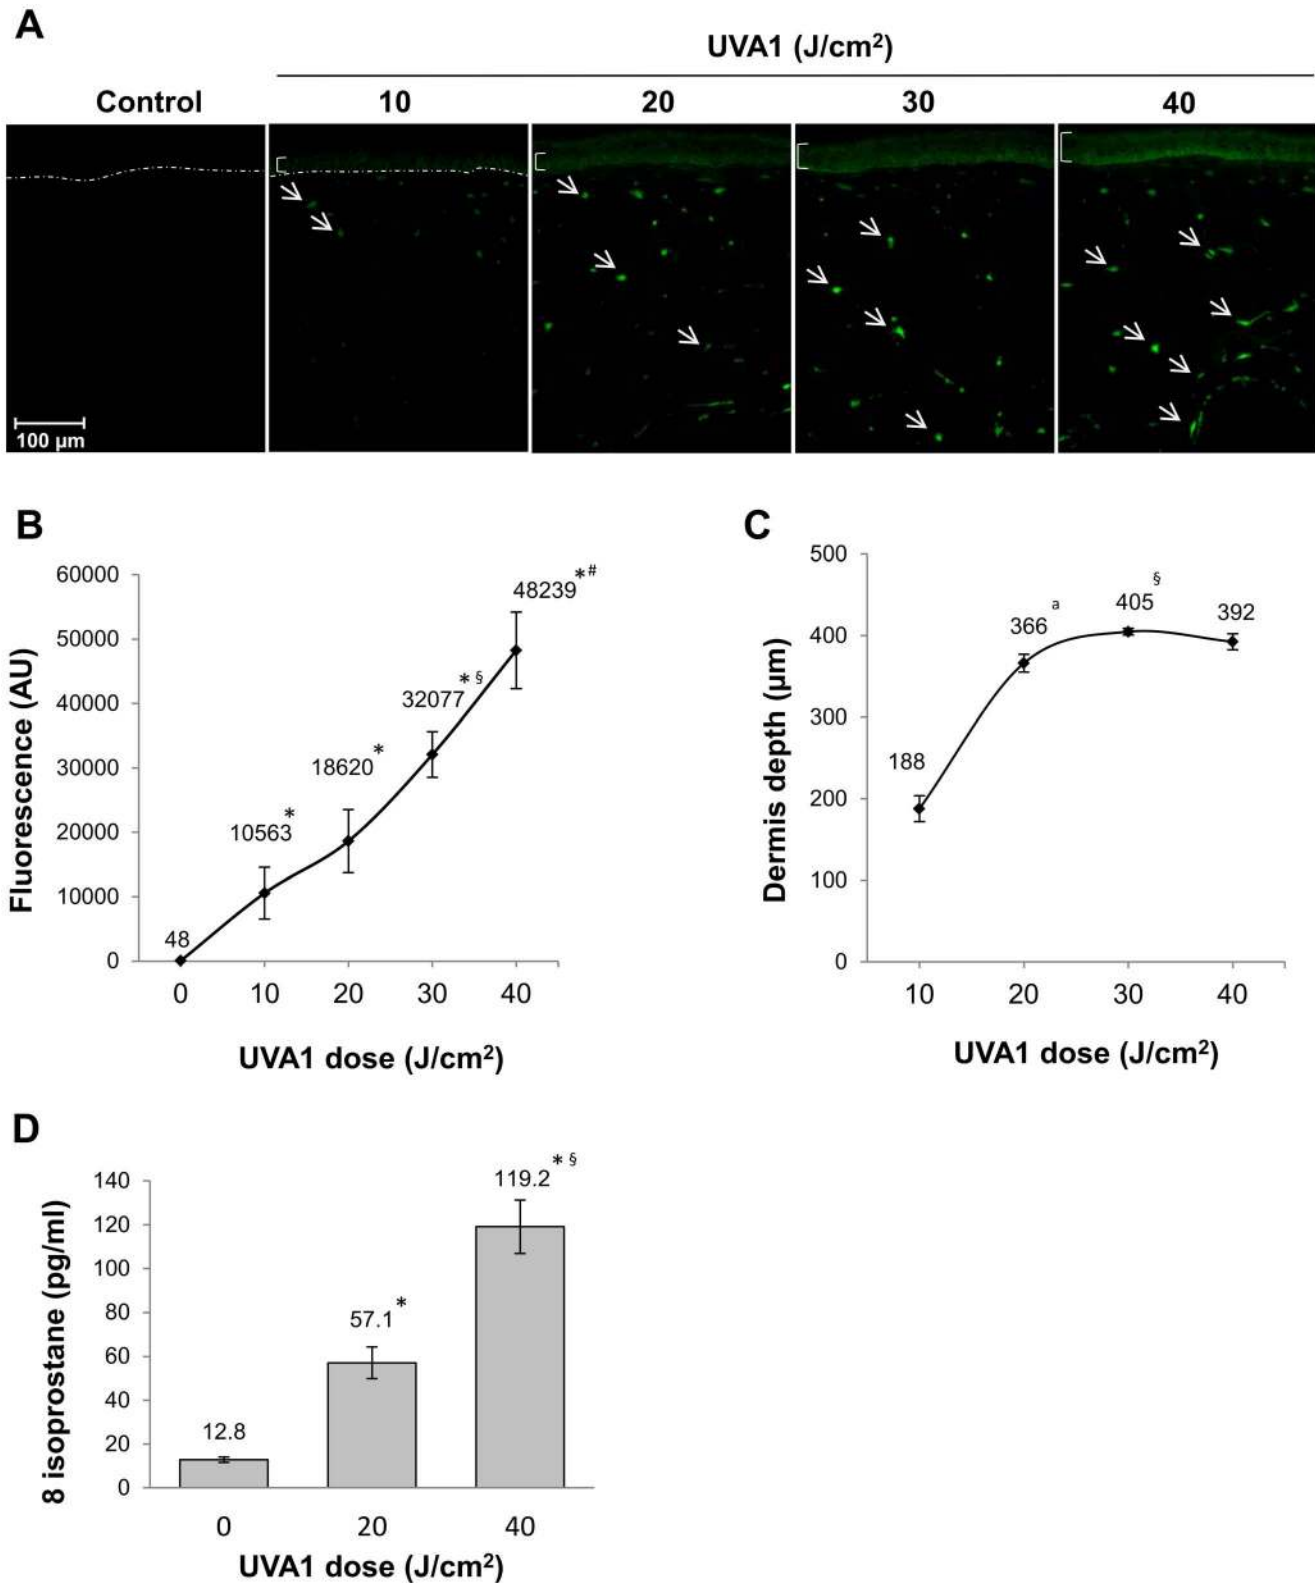 A
UVA1 (J/cm²)
Control 10 20 30 40
100 µm
B
60000
50000
40000
30000
20000
10000
0
Fluorescence (AU)
48
10563*
18620*
32077* §
48239*#
0 10 20 30 40
UVA1 dose (J/cm²)
C
500
400
300
200
100
0
Dermis depth (µm)
188
366 a
405 §
392
10 20 30 40
UVA1 dose (J/cm²)
D
140
120
100
80
60
40
20
0
8 isoprostane (pg/ml)
12.8
57.1*
119.2* §
0 20 40
UVA1 dose (J/cm²)